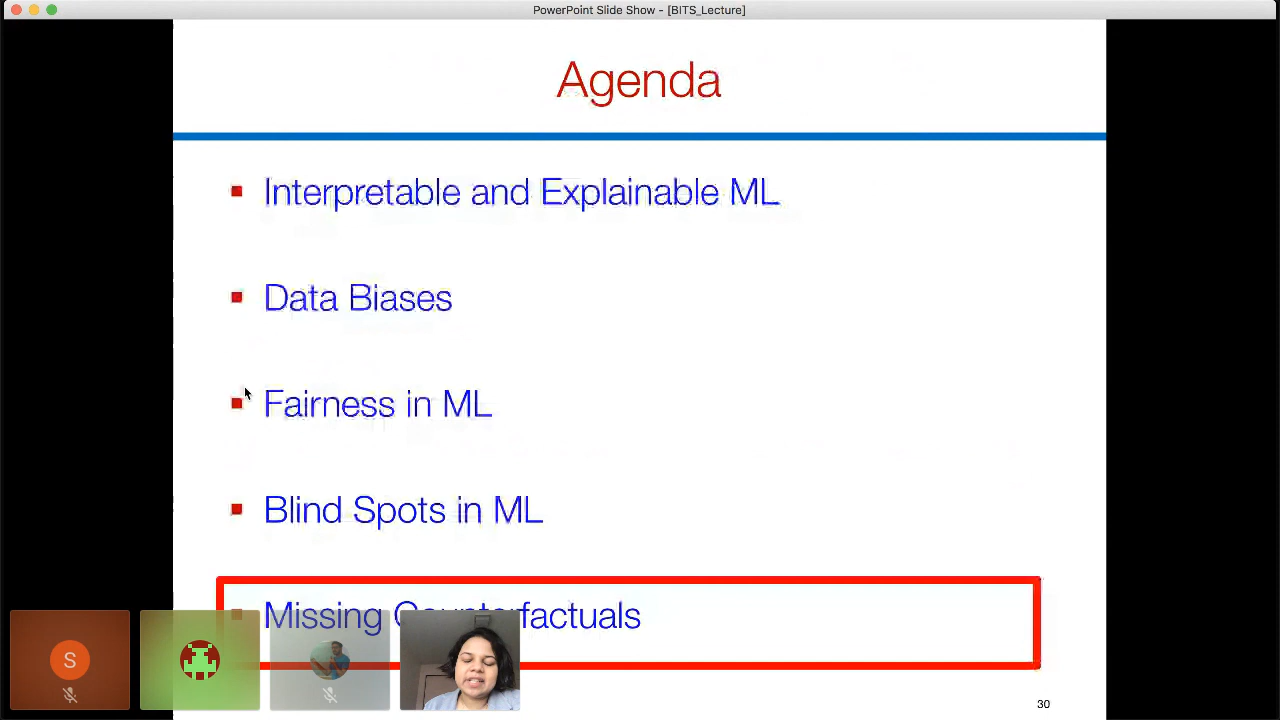 PowerPoint Slide Show - [BITS_Lecture]
Agenda
Interpretable and Explainable ML
Data Biases
Fairness in ML
Blind Spots in ML
Missing Counterfactuals
S
30